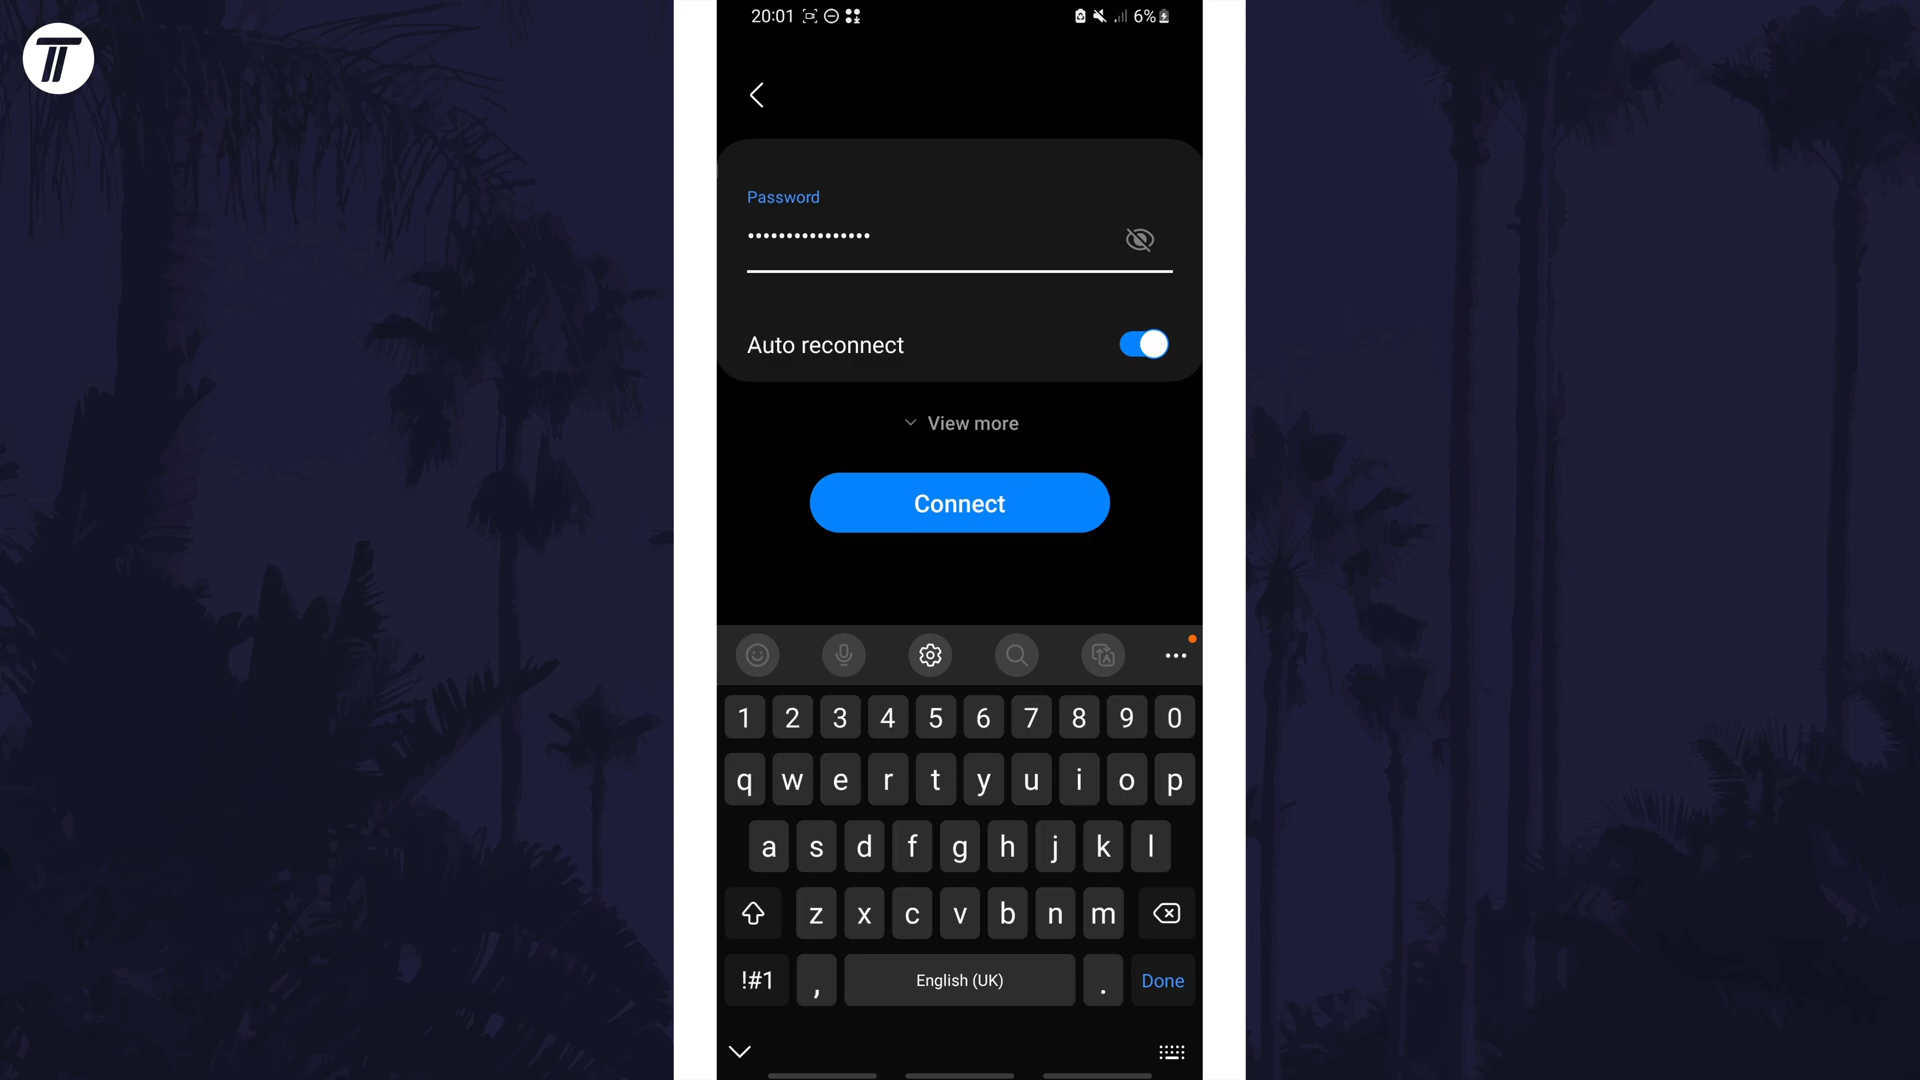 20:01
6%
Password
••••••••••••••••
Auto reconnect
View more
Connect
1 2 3 4 5 6 7 8 9 0
q w e r t y u i o p
a s d f g h j k l
z x c v b n m
!#1 , English (UK) . Done